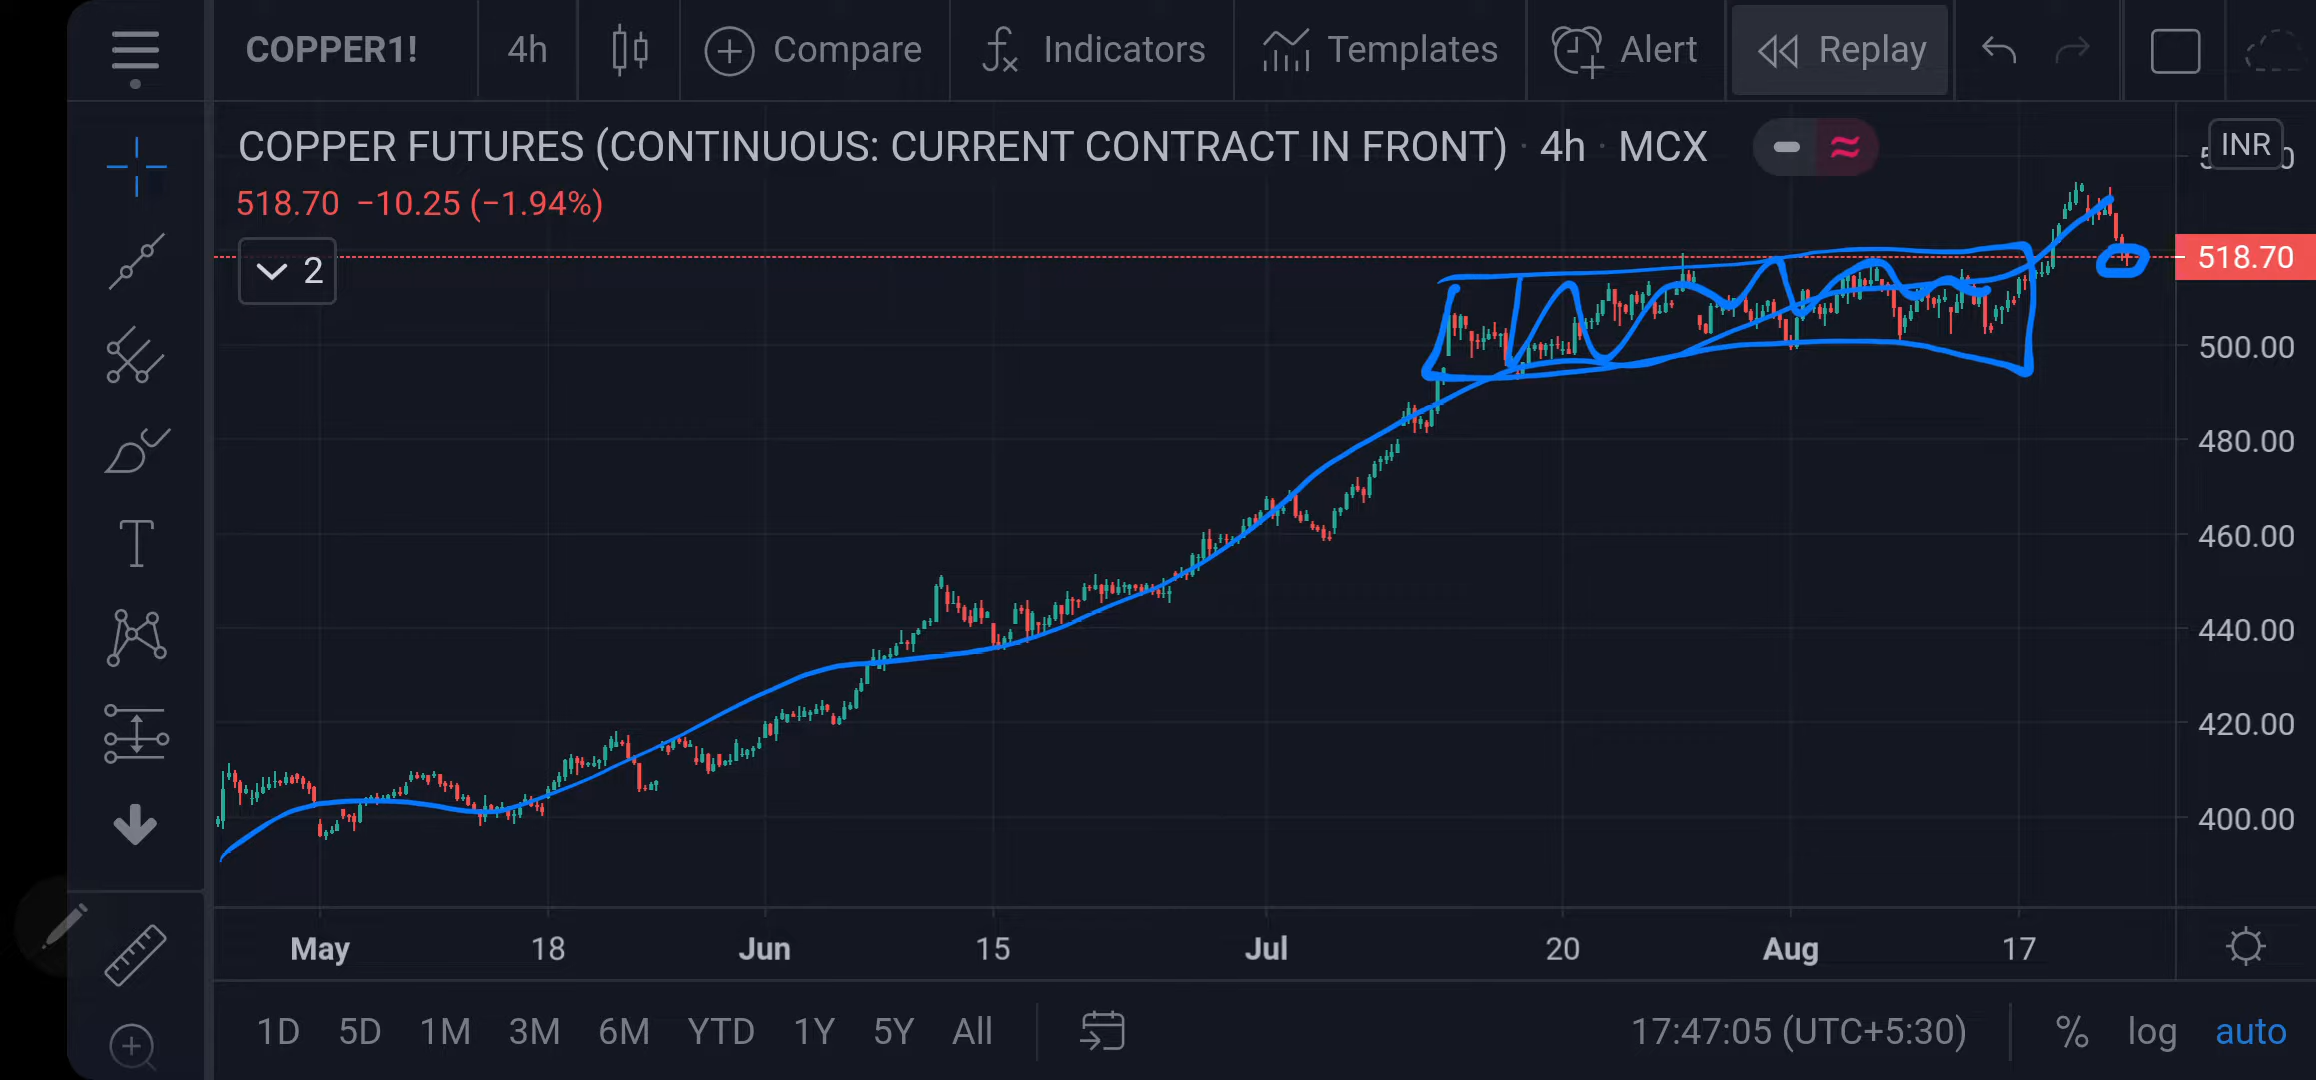 COPPER1! 4h Compare Indicators Templates Alert Replay
COPPER FUTURES (CONTINUOUS: CURRENT CONTRACT IN FRONT) · 4h · MCX
INR
518.70 −10.25 (−1.94%)
2
518.70
500.00
480.00
460.00
440.00
420.00
400.00
May 18 Jun 15 Jul 20 Aug 17
1D 5D 1M 3M 6M YTD 1Y 5Y All 17:47:05 (UTC+5:30) % log auto